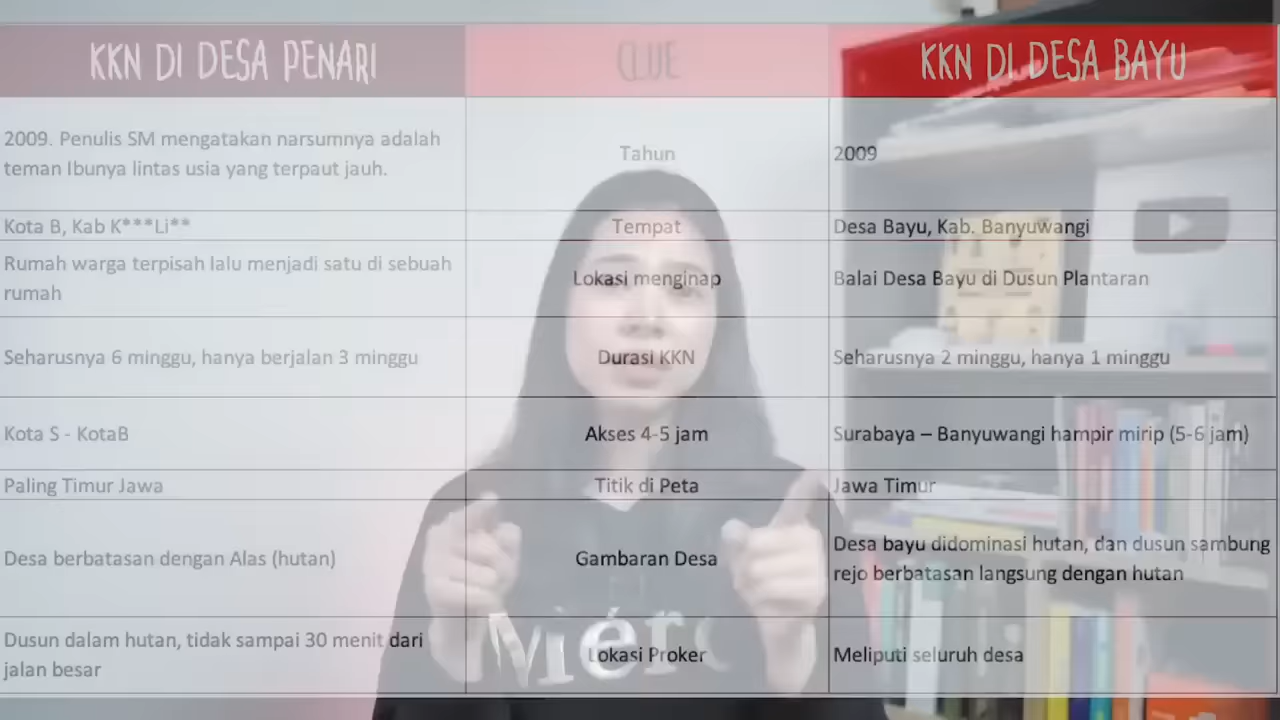 KKN DI DESA PENARI
CLUE
KKN DI DESA BAYU
2009. Penulis SM mengatakan narsumnya adalah
teman Ibunya lintas usia yang terpaut jauh.
Tahun
2009
Kota B, Kab K***Li**
Tempat
Desa Bayu, Kab. Banyuwangi
Rumah warga terpisah lalu menjadi satu di sebuah
rumah
Lokasi menginap
Balai Desa Bayu di Dusun Plantaran
Seharusnya 6 minggu, hanya berjalan 3 minggu
Durasi KKN
Seharusnya 2 minggu, hanya 1 minggu
Kota S - KotaB
Akses 4-5 jam
Surabaya – Banyuwangi hampir mirip (5-6 jam)
Paling Timur Jawa
Titik di Peta
Jawa Timur
Desa berbatasan dengan Alas (hutan)
Gambaran Desa
Desa bayu didominasi hutan, dan dusun sambung
rejo berbatasan langsung dengan hutan
Dusun dalam hutan, tidak sampai 30 menit dari
jalan besar
Lokasi Proker
Meliputi seluruh desa